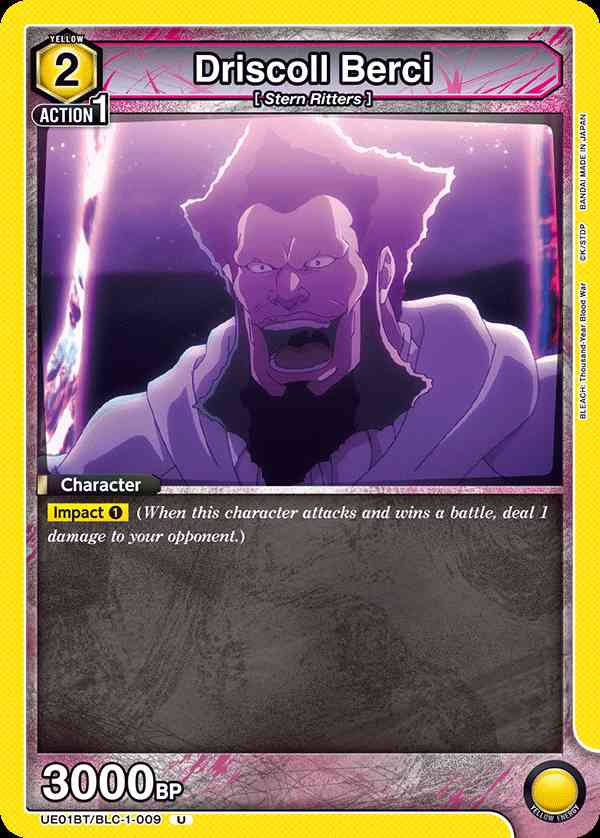 YELLOW
2
ACTION 1
Driscoll Berci
[ Stern Ritters ]
BLEACH: Thousand-Year Blood War ©K/STDP BANDAI MADE IN JAPAN
Character
Impact 1 (When this character attacks and wins a battle, deal 1
damage to your opponent.)
3000BP
YELLOW ENERGY
UE01BT/BLC-1-009 U